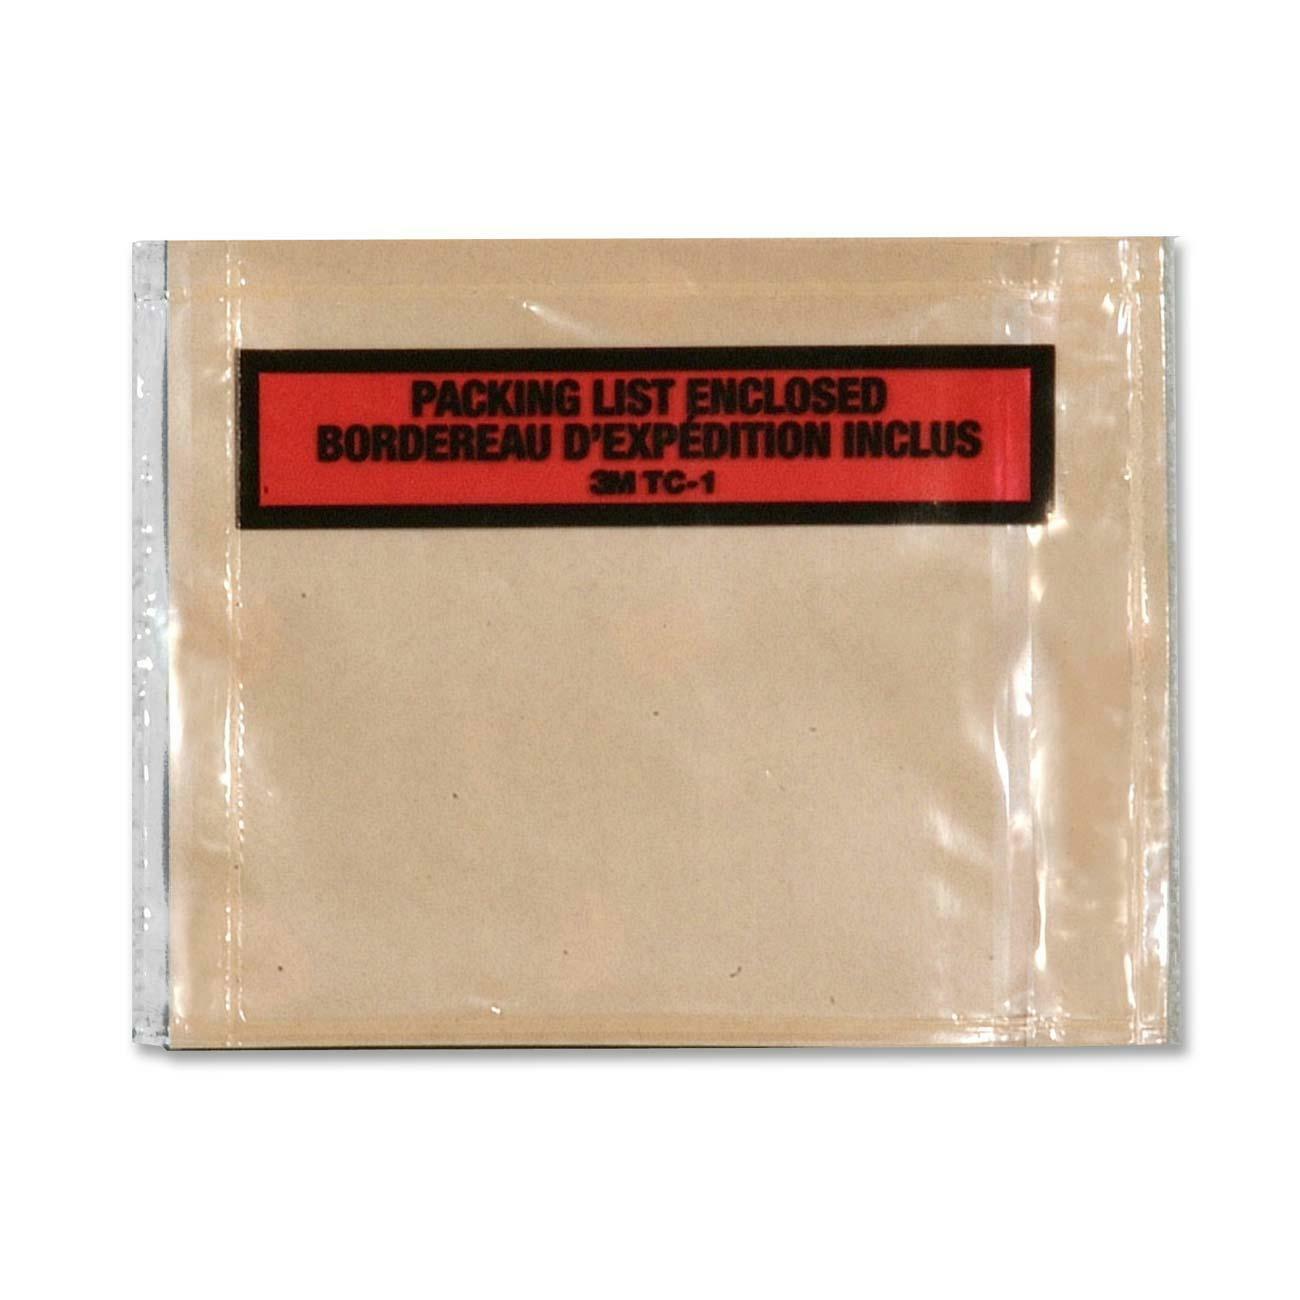 PACKING LIST ENCLOSED
BORDEREAU D'EXPÉDITION INCLUS
3M TC-1